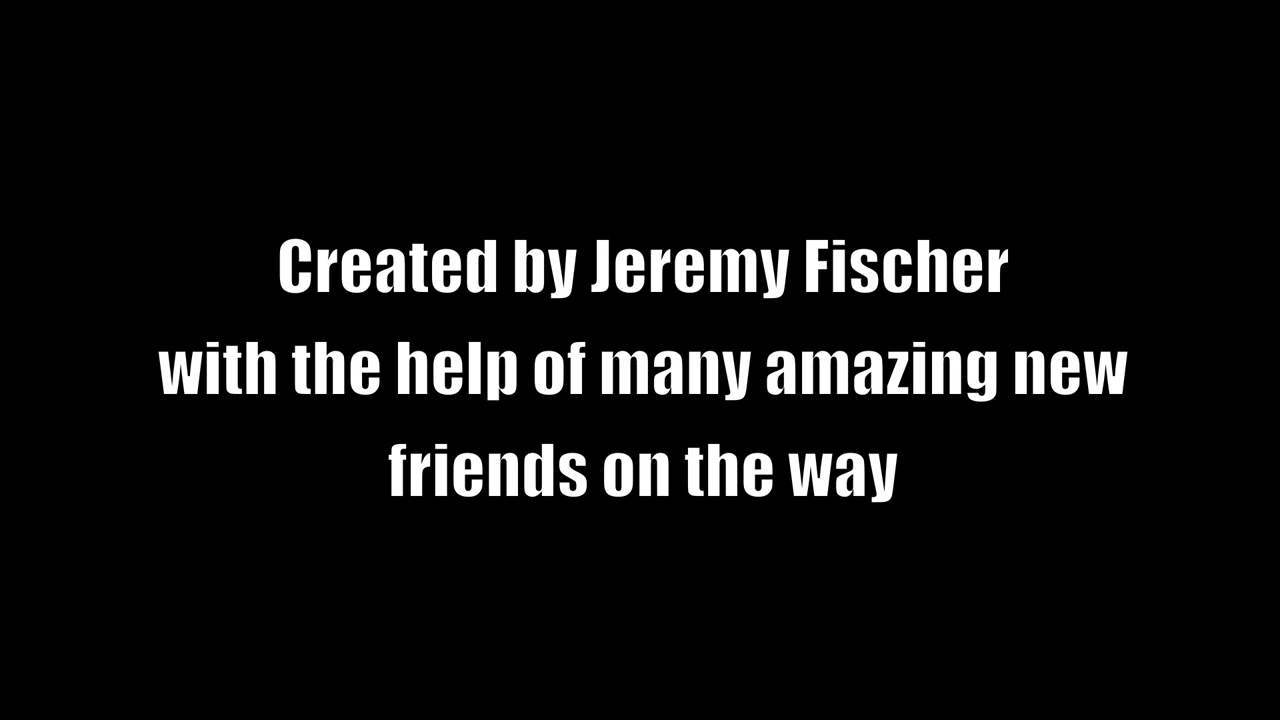 Created by Jeremy Fischer
with the help of many amazing new
friends on the way